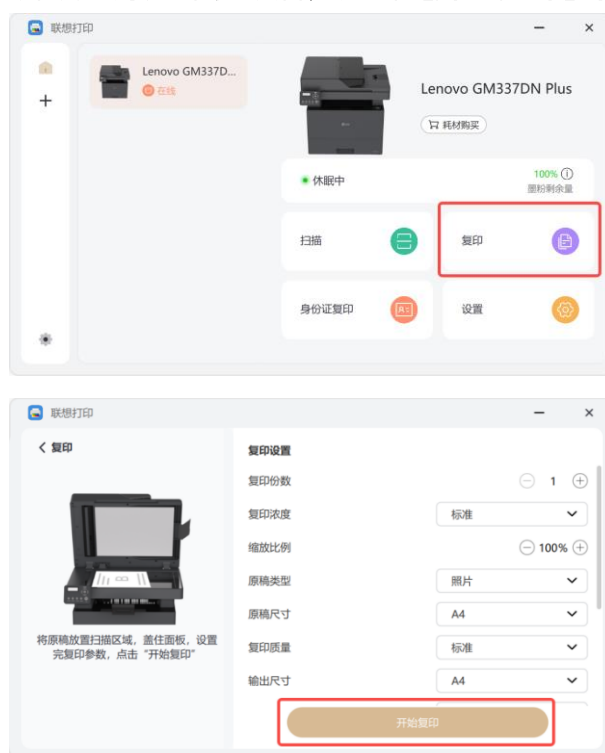 联想打印
Lenovo GM337D...
在线
Lenovo GM337DN Plus
耗材购买
休眠中
100%
墨粉剩余量
扫描
复印
身份证复印
设置
联想打印
复印
复印设置
复印份数
1
复印浓度
标准
缩放比例
100%
原稿类型
照片
原稿尺寸
A4
将原稿放置扫描区域，盖住面板，设置
完复印参数，点击“开始复印”
复印质量
标准
输出尺寸
A4
开始复印